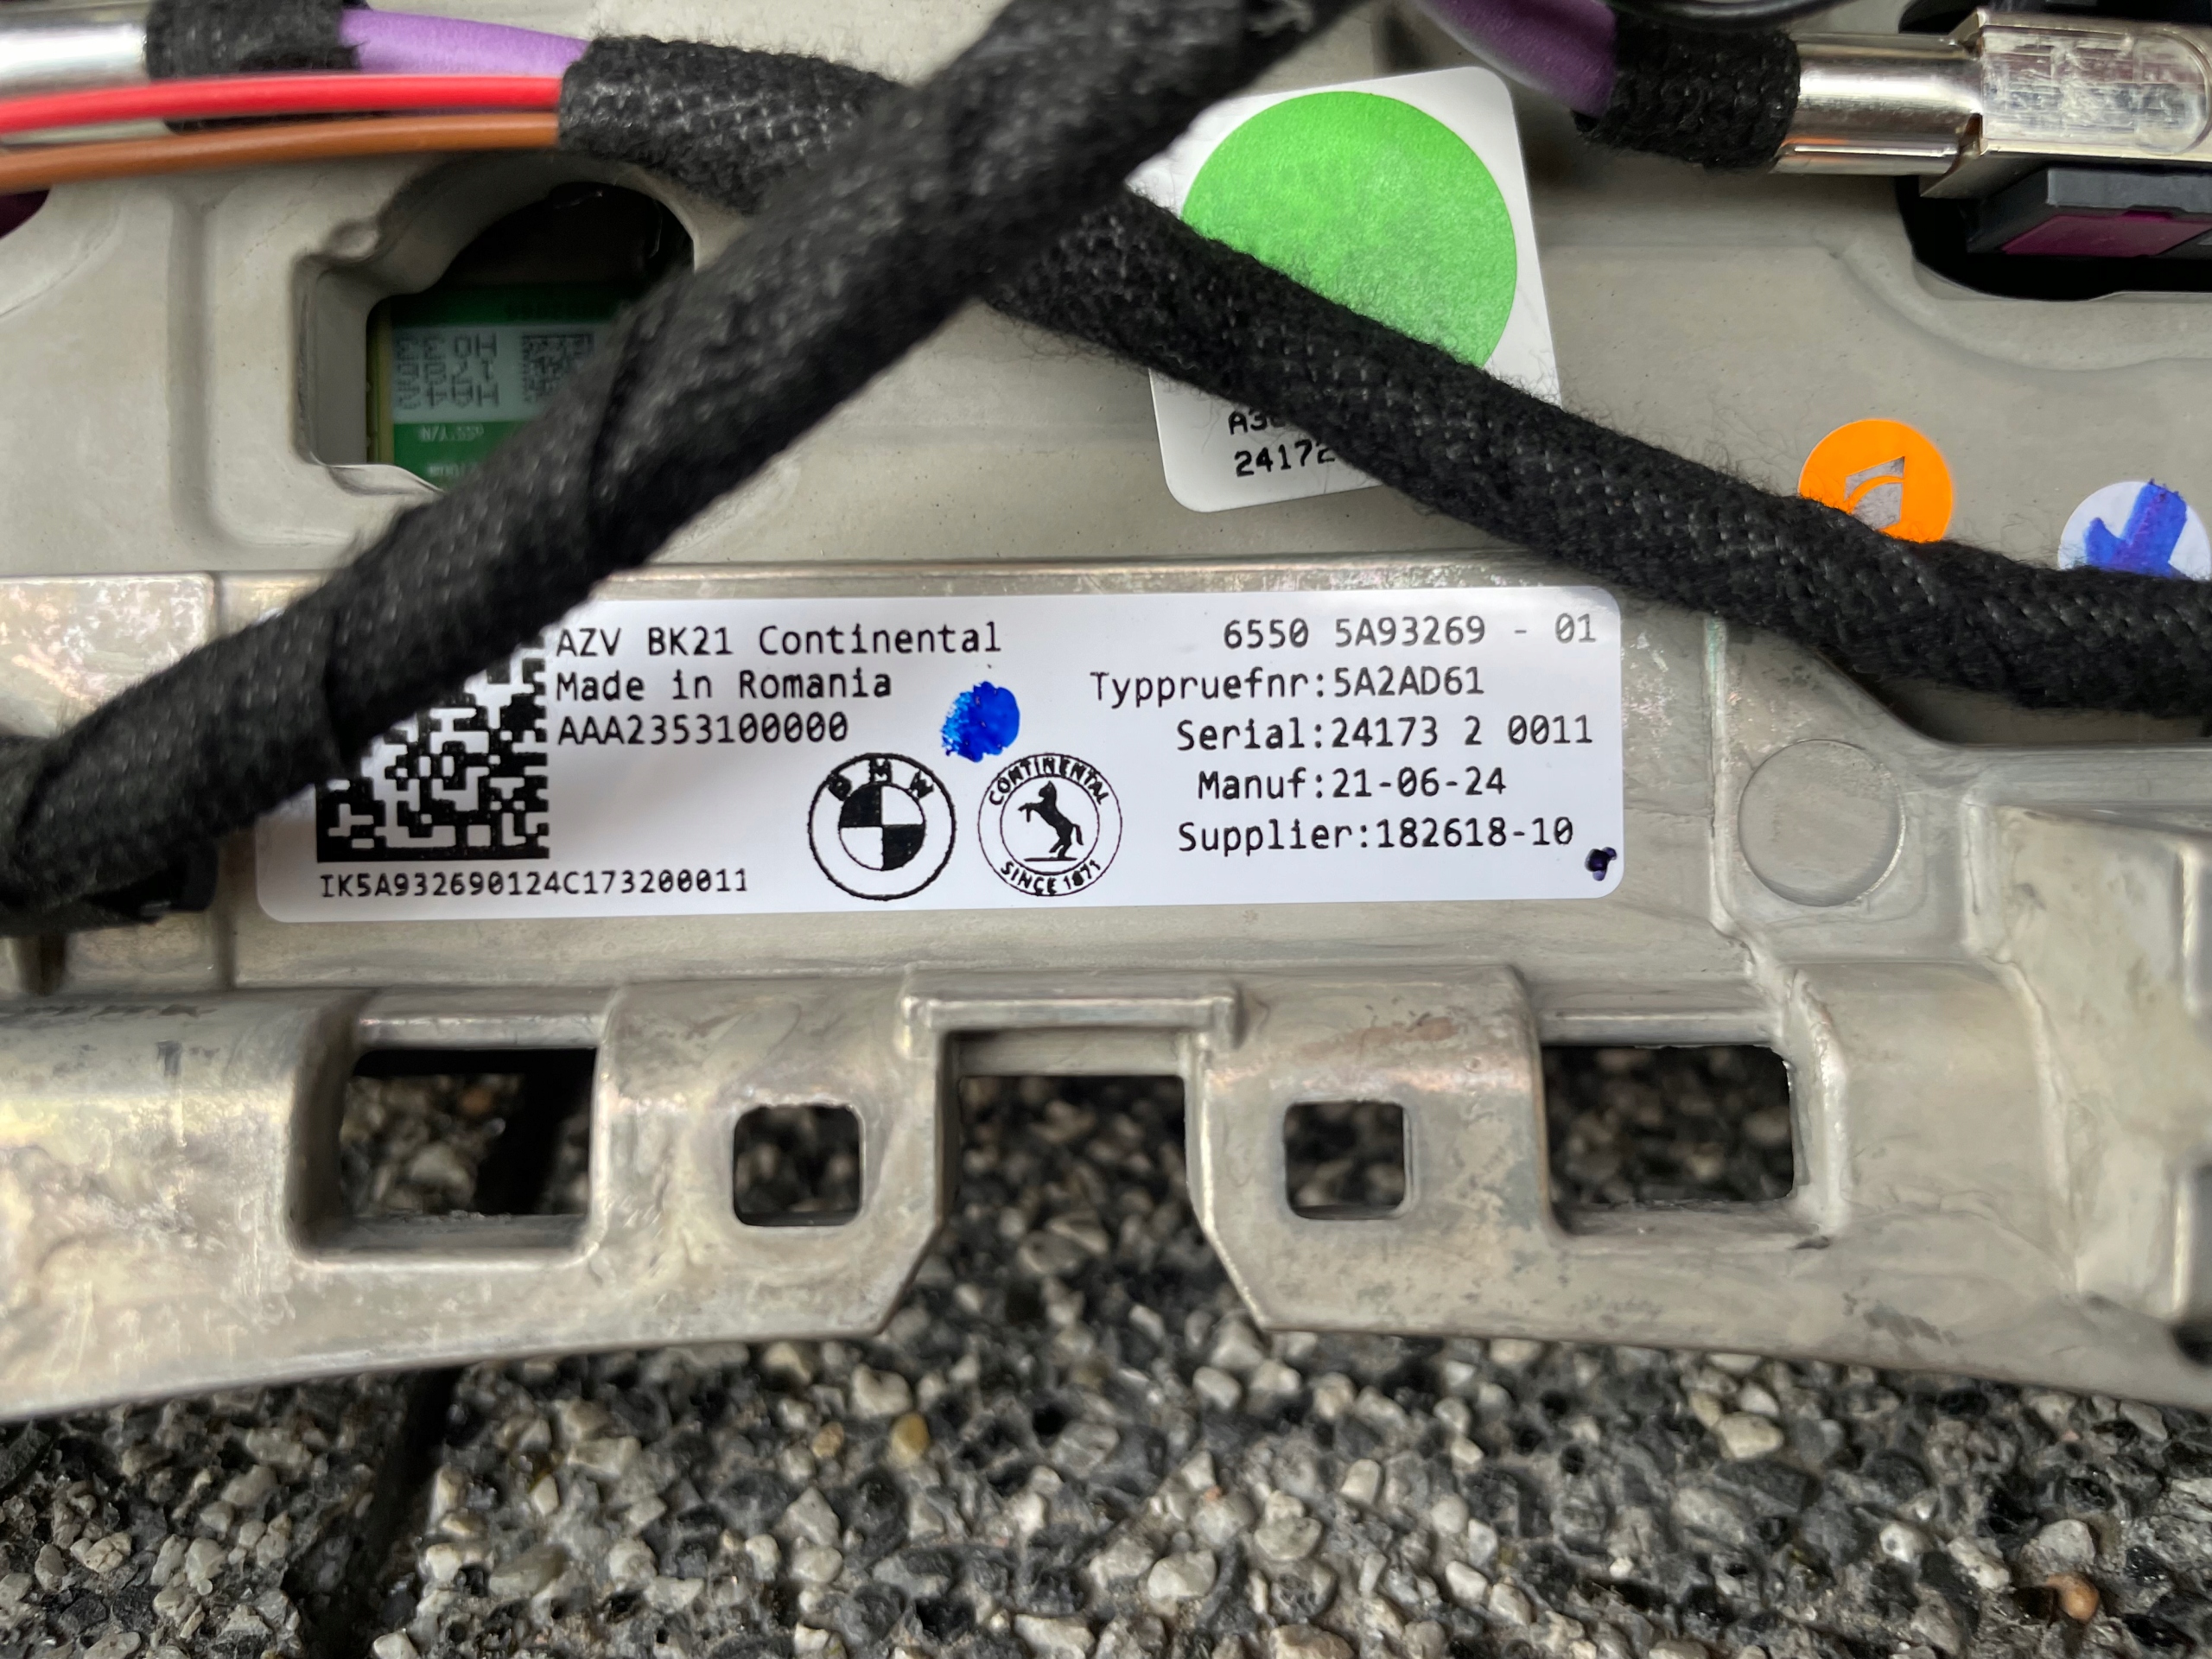 AZV BK21 Continental
Made in Romania
AAA2353100000
IK5A932690124C173200011
BMW
CONTINENTAL
SINCE 1871
6550 5A93269 - 01
Typpruefnr:5A2AD61
Serial:24173 2 0011
Manuf:21-06-24
Supplier:182618-10